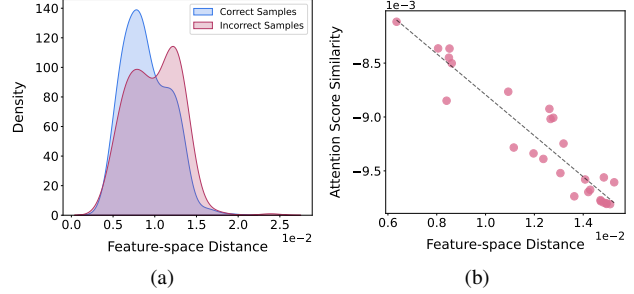 140
120
100
80
60
40
20
0
Density
Correct Samples
Incorrect Samples
0.0 0.5 1.0 1.5 2.0 2.5
1e−2
Feature-space Distance
(a)
1e−3
−8.5
−9.0
−9.5
Attention Score Similarity
0.6 0.8 1.0 1.2 1.4
1e−2
Feature-space Distance
(b)